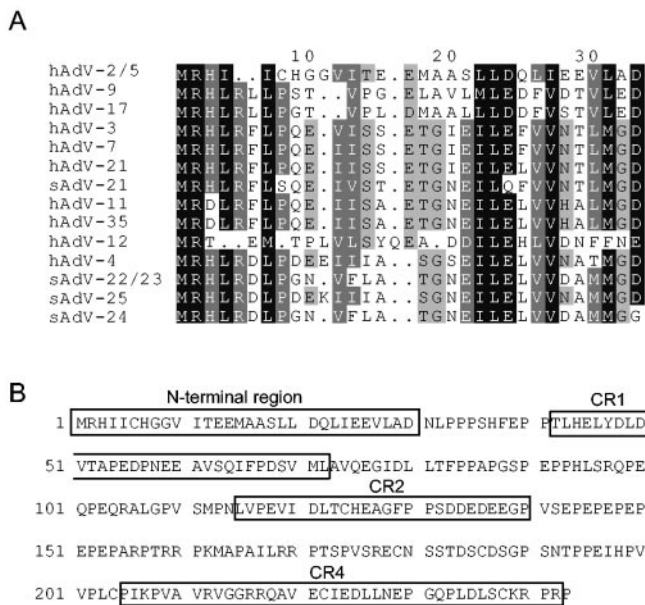 A
10 20 30
hAdV-2/5 MRHI..ICHGGVITE.EMAASLLDQLIEEVLAD
hAdV-9 MRHLRLLPST..VPG.ELAVLMLEDFVDTVLED
hAdV-17 MRHLRLLPGT..VPL.DMAALLLDDFVSTVLED
hAdV-3 MRHLRFLPQE.VISS.ETGIEILEFVVNTLMGD
hAdV-7 MRHLRFLPQE.VISS.ETGIEILEFVVNTLMGD
hAdV-21 MRHLRFLPQE.IISS.ETGIEILELVVNTLMGD
sAdV-21 MRHLRFLSQE.IVST.ETGNEILQFVVNTLMGD
hAdV-11 MRDLRFLPQE.IISA.ETGNEILELVVHALMGD
hAdV-35 MRDLRFLPQE.IISA.ETGNEILELVVHALMGD
hAdV-12 MRT..EM.TPLVLSYQEA.DDILEHLVDNFFNE
hAdV-4 MRHLRDLPDEEIIIA..SGSEILELVVNATMGD
sAdV-22/23 MRHLRDLPGN.VFLA..TGNEILELVVDAMMGD
sAdV-25 MRHLRDLPDEKIIIA..SGNEILELVVNAMMGD
sAdV-24 MRHLRDLPGN.VFLA..TGNEILELVVDAMMGG
B
N-terminal region CR1
1 MRHIICHGGV ITEEMAASLL DQLIEEVLAD NLPPPSHFEP PTLHELYDLD
51 VTAPEDPNEE AVSQIFPDSV MLAVQEGIDL LTFPPAPGSP EPPHLSRQPE
CR2
101 QPEQRALGPV SMPNLVPEVI DLTCHEAGFP PSDDEDEEGP VSEPEPEPEP
151 EPEPARPTRR PKMAPAILRR PTSPVSRECN SSTDSCDSGP SNTPPEIHPV
CR4
201 VPLCPIKPVA VRVGGRRQAV ECIEDLLNEP GQPLDLSCKR PRP